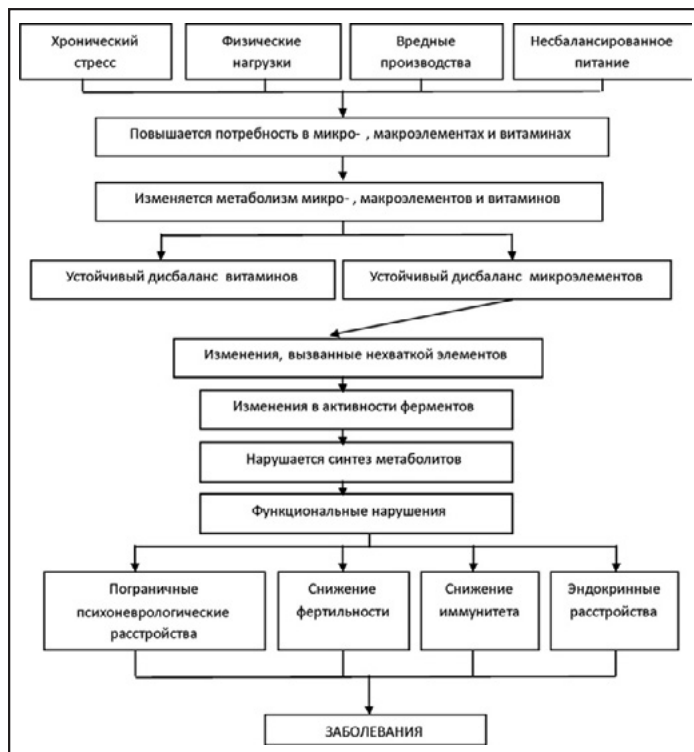 Хронический
стресс
Физические
нагрузки
Вредные
производства
Несбалансированное
питание
Повышается потребность в микро- , макроэлементах и витаминах
Изменяется метаболизм микро- , макроэлементов и витаминов
Устойчивый дисбаланс витаминов
Устойчивый дисбаланс микроэлементов
Изменения, вызванные нехваткой элементов
Изменения в активности ферментов
Нарушается синтез метаболитов
Функциональные нарушения
Пограничные
психоневрологические
расстройства
Снижение
фертильности
Снижение
иммунитета
Эндокринные
расстройства
ЗАБОЛЕВАНИЯ